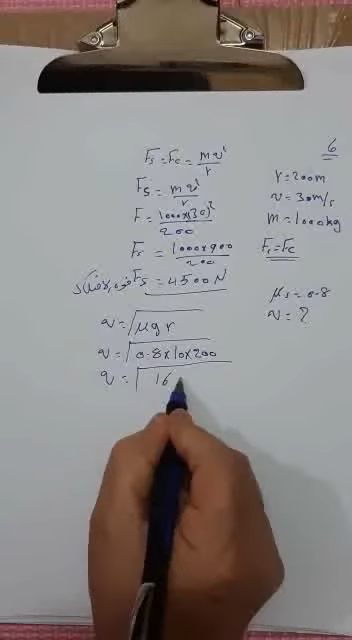 6
Fs = Fc = mv²/r
r = 200m
Fs = mv²/r
v = 30m/s
F = 1000x(30)²/200
m = 1000kg
Fr = 1000x900/200
Fs = Fc
Fs = 4500 N
μs = 0.8
v = √μgr
v = ?
v = √0.8x10x200
v = √16